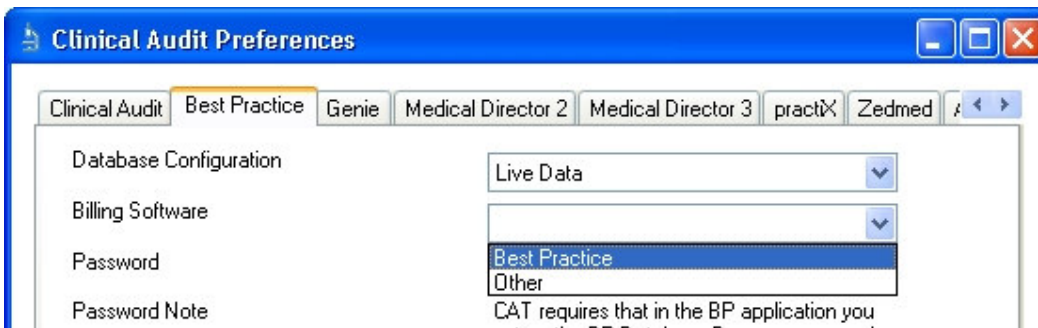 Clinical Audit Preferences
Clinical Audit Best Practice Genie Medical Director 2 Medical Director 3 practiX Zedmed
Database Configuration Live Data
Billing Software
Best Practice
Password
Other
Password Note CAT requires that in the BP application you